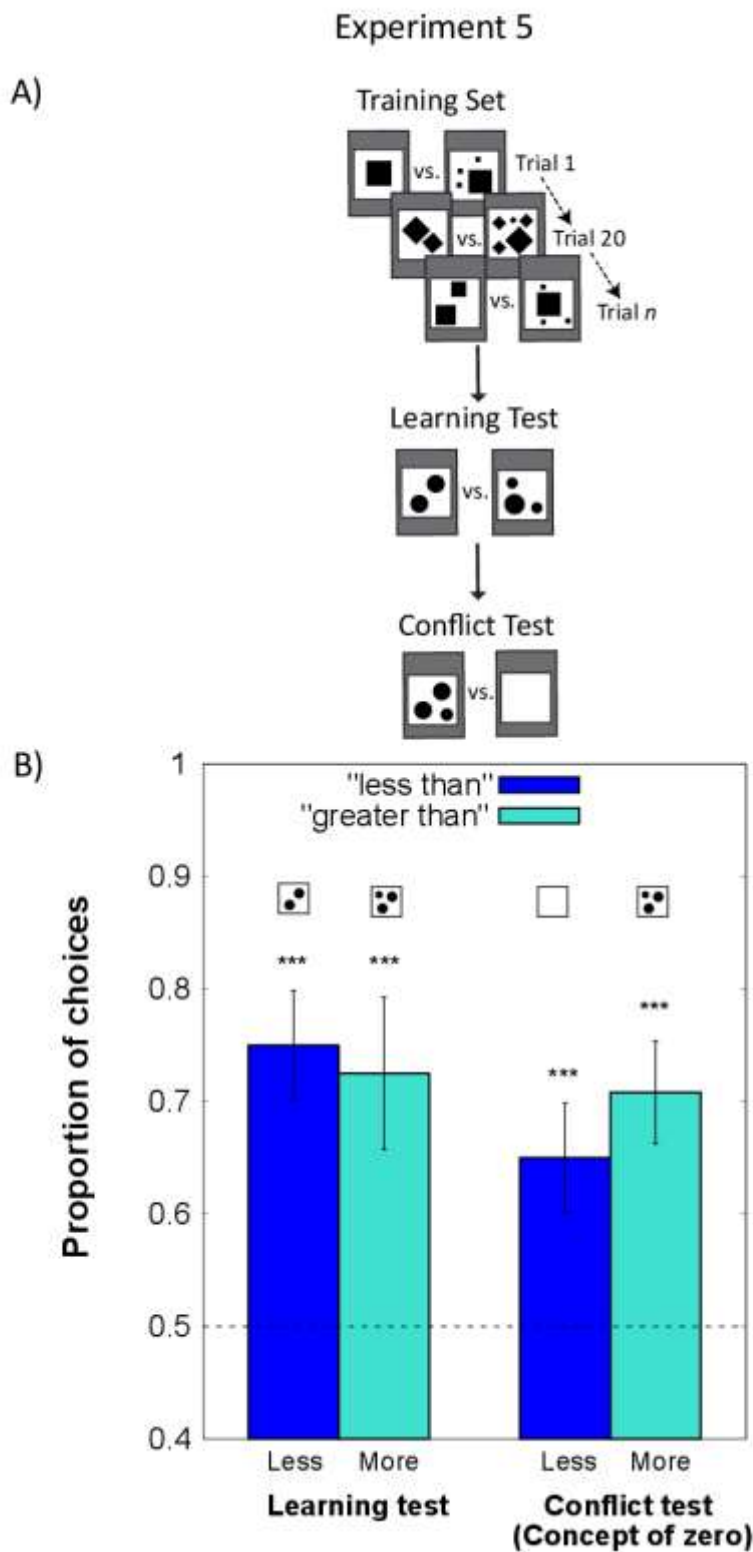 Experiment 5
A)
Training Set
vs.
Trial 1
vs.
Trial 20
vs.
Trial n
Learning Test
vs.
Conflict Test
vs.
B)
1
"less than"
"greater than"
0.9
*** ***
0.8
***
***
0.7
0.6
0.5
0.4
Proportion of choices
Less More Less More
Learning test Conflict test
(Concept of zero)